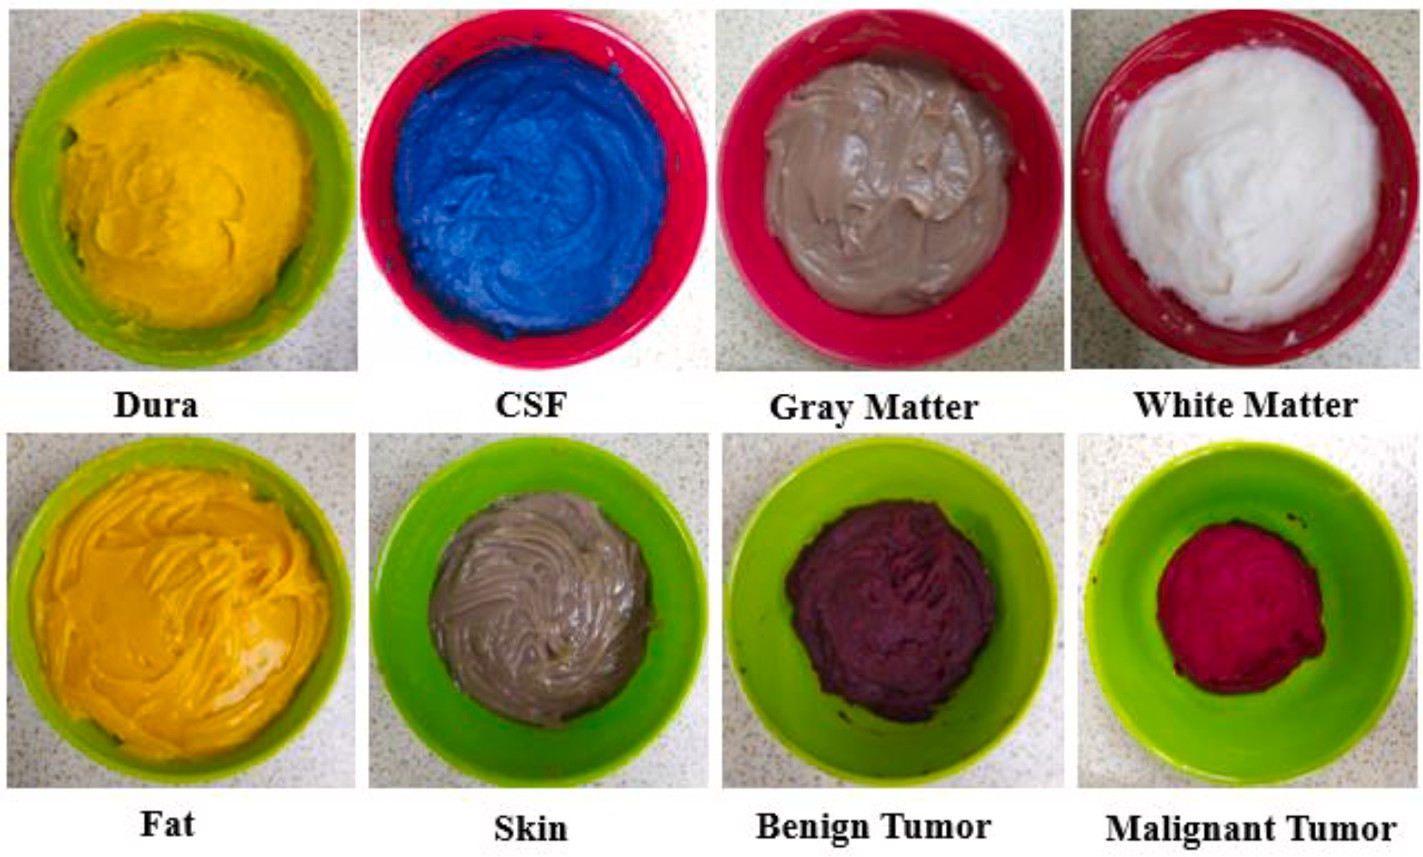 Dura
CSF
Gray Matter
White Matter
Fat
Skin
Benign Tumor
Malignant Tumor